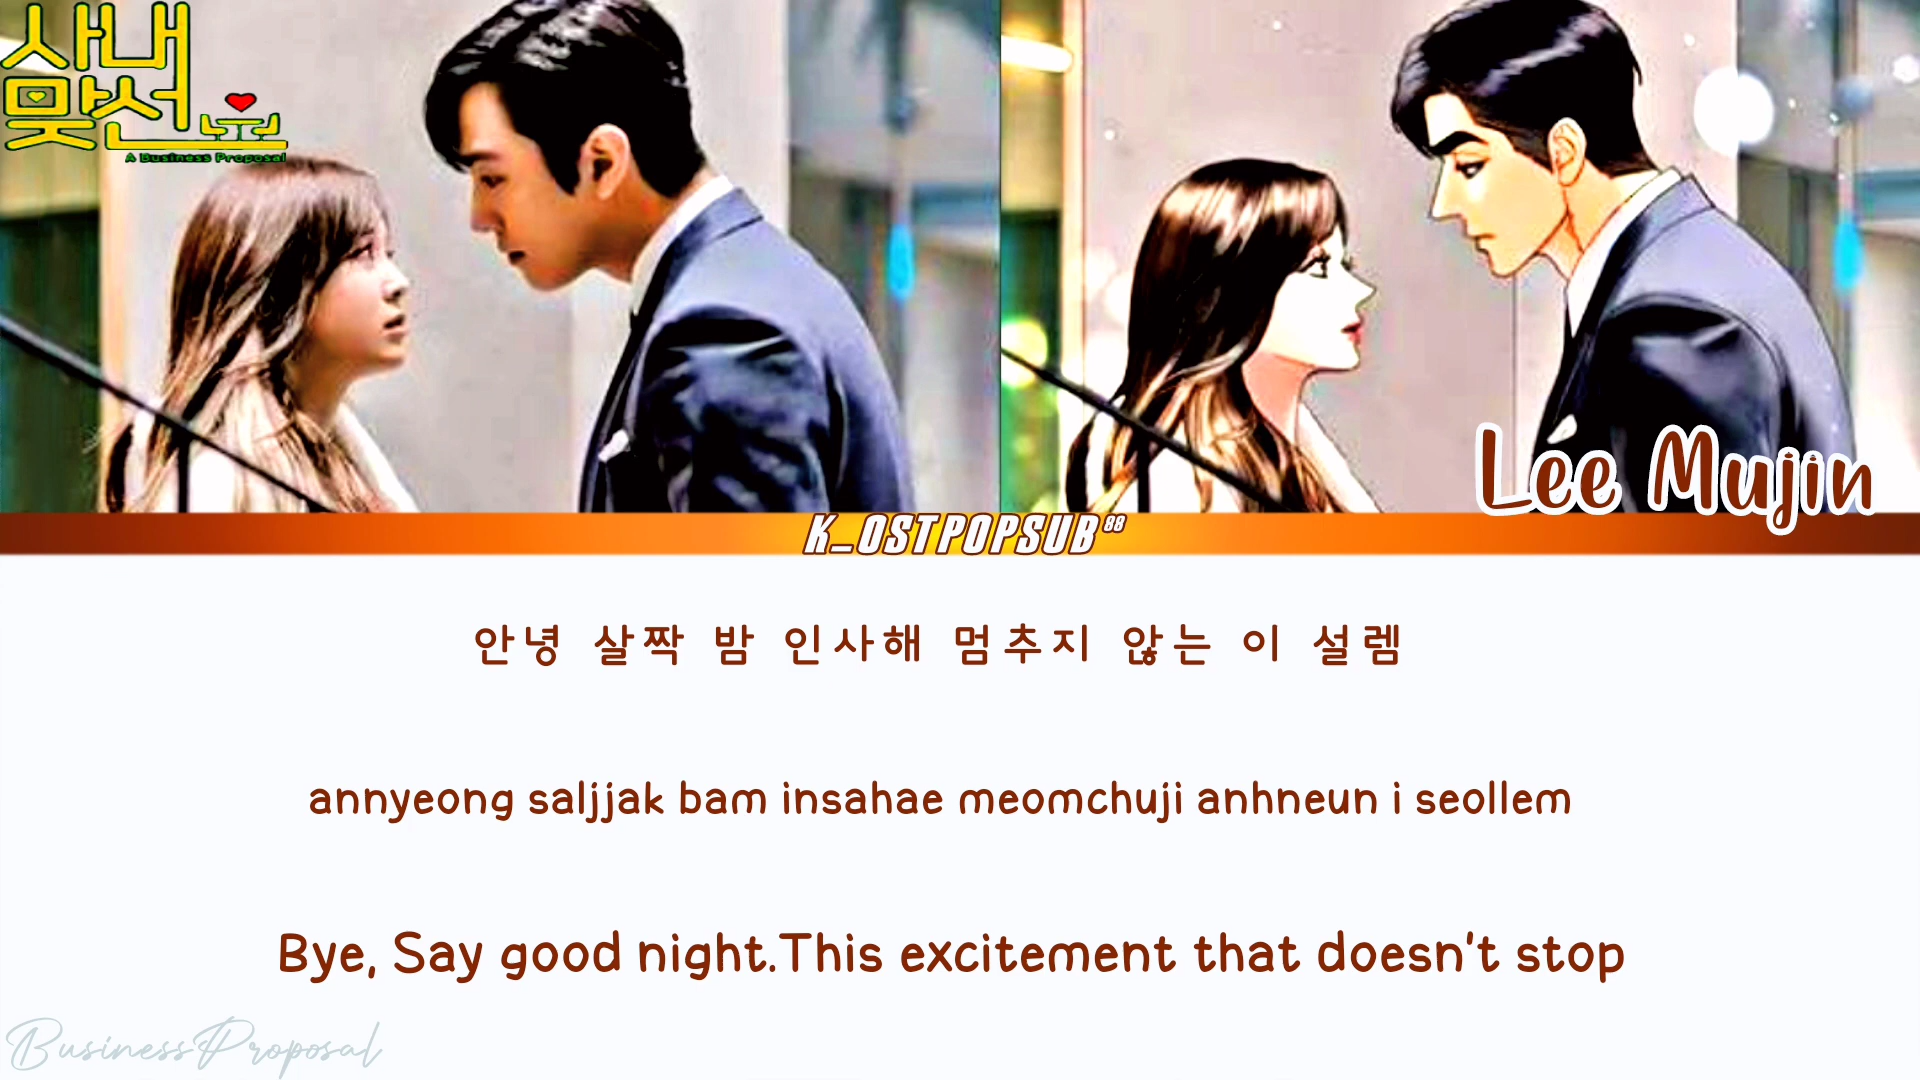 사내
맞선
A Business Proposal
Lee Mujin
K_OSTPOPSUB88
안녕 살짝 밤 인사해 멈추지 않는 이 설렘
annyeong saljjak bam insahae meomchuji anhneun i seollem
Bye, Say good night.This excitement that doesn't stop
Business Proposal